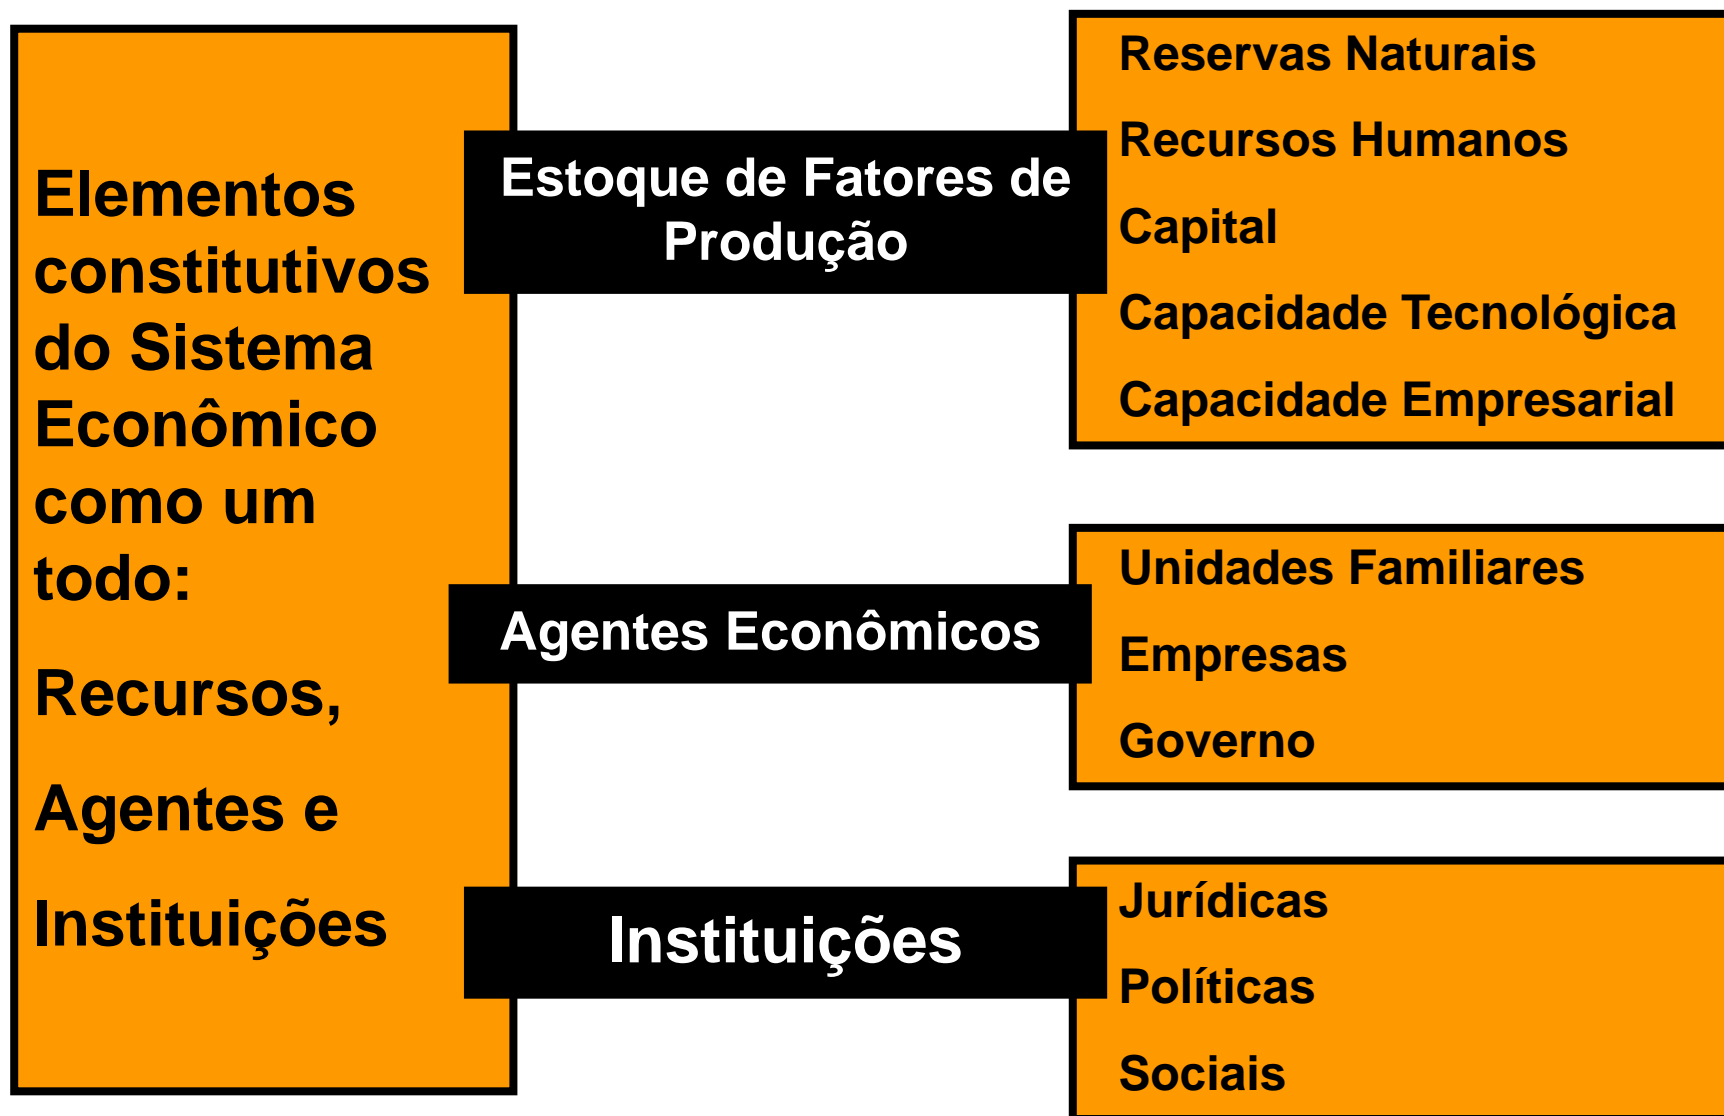 Elementos
constitutivos
do Sistema
Econômico
como um
todo:
Recursos,
Agentes e
Instituições
Estoque de Fatores de
Produção
Reservas Naturais
Recursos Humanos
Capital
Capacidade Tecnológica
Capacidade Empresarial
Agentes Econômicos
Unidades Familiares
Empresas
Governo
Instituições
Jurídicas
Políticas
Sociais